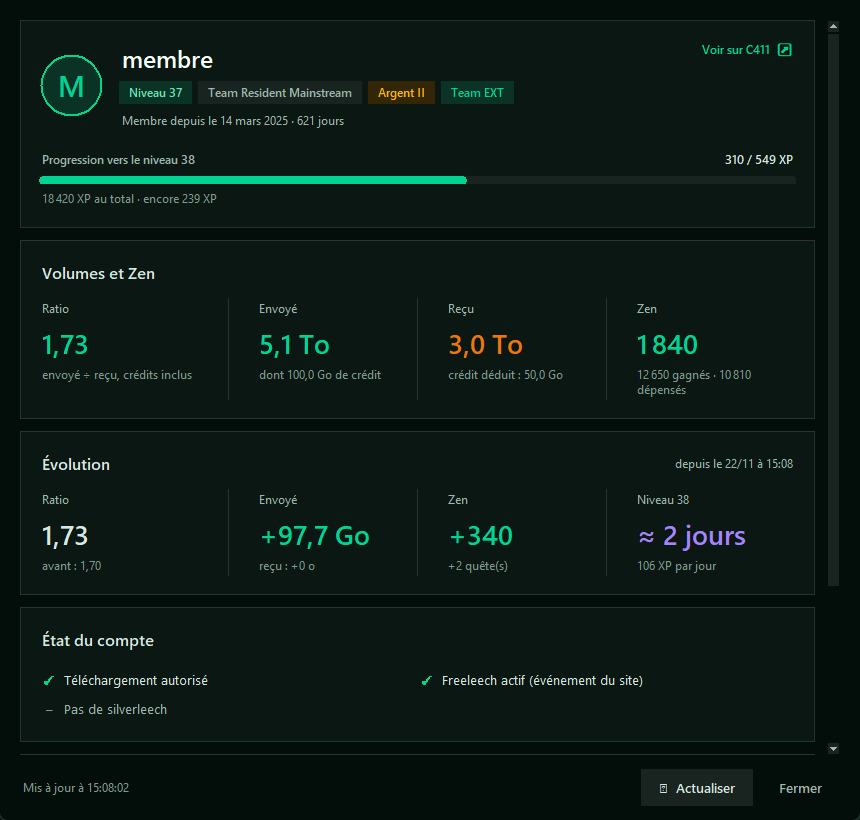 M
membre
Voir sur C411
Niveau 37 Team Resident Mainstream Argent II Team EXT
Membre depuis le 14 mars 2025 · 621 jours
Progression vers le niveau 38 310 / 549 XP
18 420 XP au total · encore 239 XP
Volumes et Zen
Ratio Envoyé Reçu Zen
1,73 5,1 To 3,0 To 1 840
envoyé ÷ reçu, crédits inclus dont 100,0 Go de crédit crédit déduit : 50,0 Go 12 650 gagnés · 10 810
dépensés
Évolution depuis le 22/11 à 15:08
Ratio Envoyé Zen Niveau 38
1,73 +97,7 Go +340 ≈ 2 jours
avant : 1,70 reçu : +0 o +2 quête(s) 106 XP par jour
État du compte
✓ Téléchargement autorisé ✓ Freeleech actif (événement du site)
– Pas de silverleech
Mis à jour à 15:08:02 Actualiser Fermer